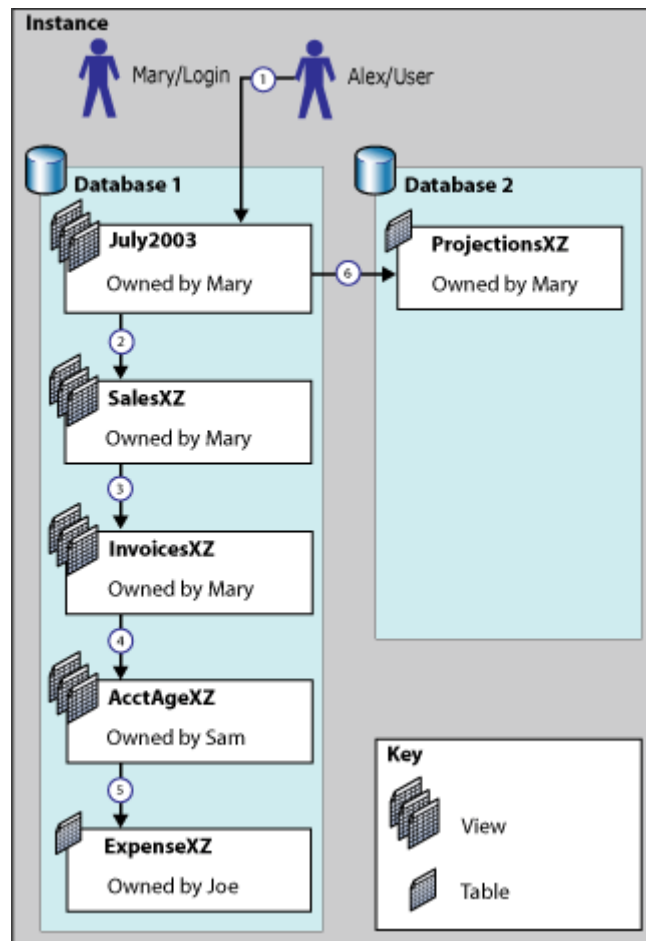 Instance
Mary/Login
1
Alex/User
Database 1
July2003
Owned by Mary
2
SalesXZ
Owned by Mary
3
InvoicesXZ
Owned by Mary
4
AcctAgeXZ
Owned by Sam
5
ExpenseXZ
Owned by Joe
6
Database 2
ProjectionsXZ
Owned by Mary
Key
View
Table